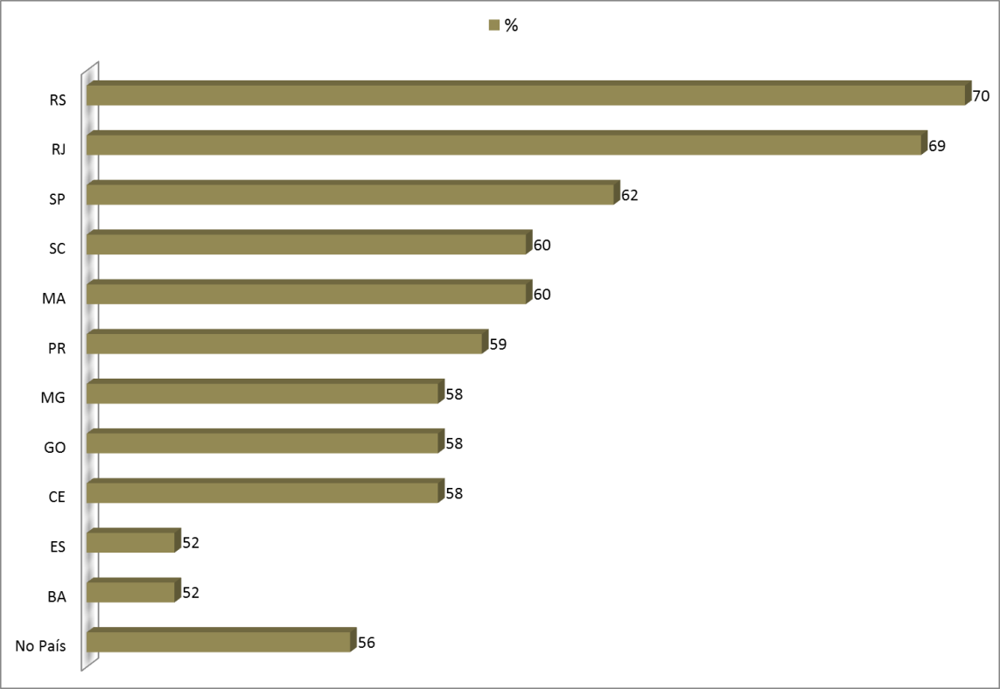 %
RS 70
RJ 69
SP 62
SC 60
MA 60
PR 59
MG 58
GO 58
CE 58
ES 52
BA 52
No País 56